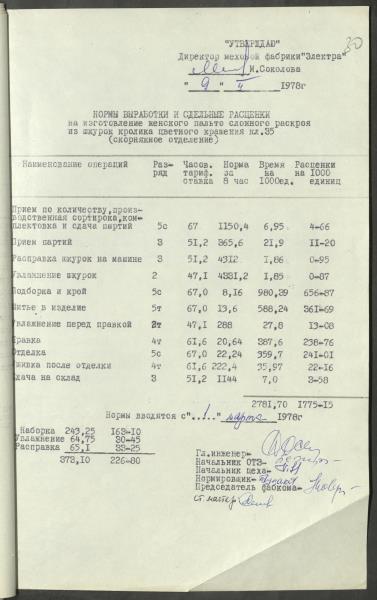 30
"УТВЕРЖДАЮ"
Директор меховой фабрики "Электра"
М.Соколова
" 9 " II 1978г
НОРМЫ ВЫРАБОТКИ И СДЕЛЬНЫЕ РАСЦЕНКИ
на изготовление женского пальто сложного раскроя
из шкурок кролика цветного крашения кл.35
(скорняжное отделение)
Наименование операций Раз-ряд Часов. тариф. ставка Норма за 8 час Время на 1000ед. Расценки на 1000 единиц
Прием по количеству, произ-
водственная сортировка, ком-
плектовка и сдача партий 5с 67 1150,4 6,95 4-66
Прием партий 3 51,2 365,6 21,9 11-20
Расправка шкурок на машине 3 51,2 4312 1,86 0-95
Увлажнение шкурок 2 47,1 4331,2 1,85 0-87
Подборка и крой 5с 67,0 8,16 980,39 656-87
Шитье в изделие 5т 67,0 13,6 588,24 361-69
Увлажнение перед правкой 2т 47,1 288 27,8 13-08
Правка 4т 61,6 20,64 387,6 238-76
Отделка 5с 67,0 22,24 359,7 241-01
Сшивка после отделки 4т 61,6 222,4 35,97 22-16
Сдача на склад 3 51,2 1144 7,0 3-58
2781,70 1775-15
Нормы вводятся с "1" марта 1978г
Наборка 243,25 163-10
Увлажнение 64,75 30-45
Расправка 65,1 33-25
373,10 226-80
Гл.инженер-
Начальник ОТЗ-
Начальник цеха-
Нормировщик-
Председатель фабкома-
ст. мастер